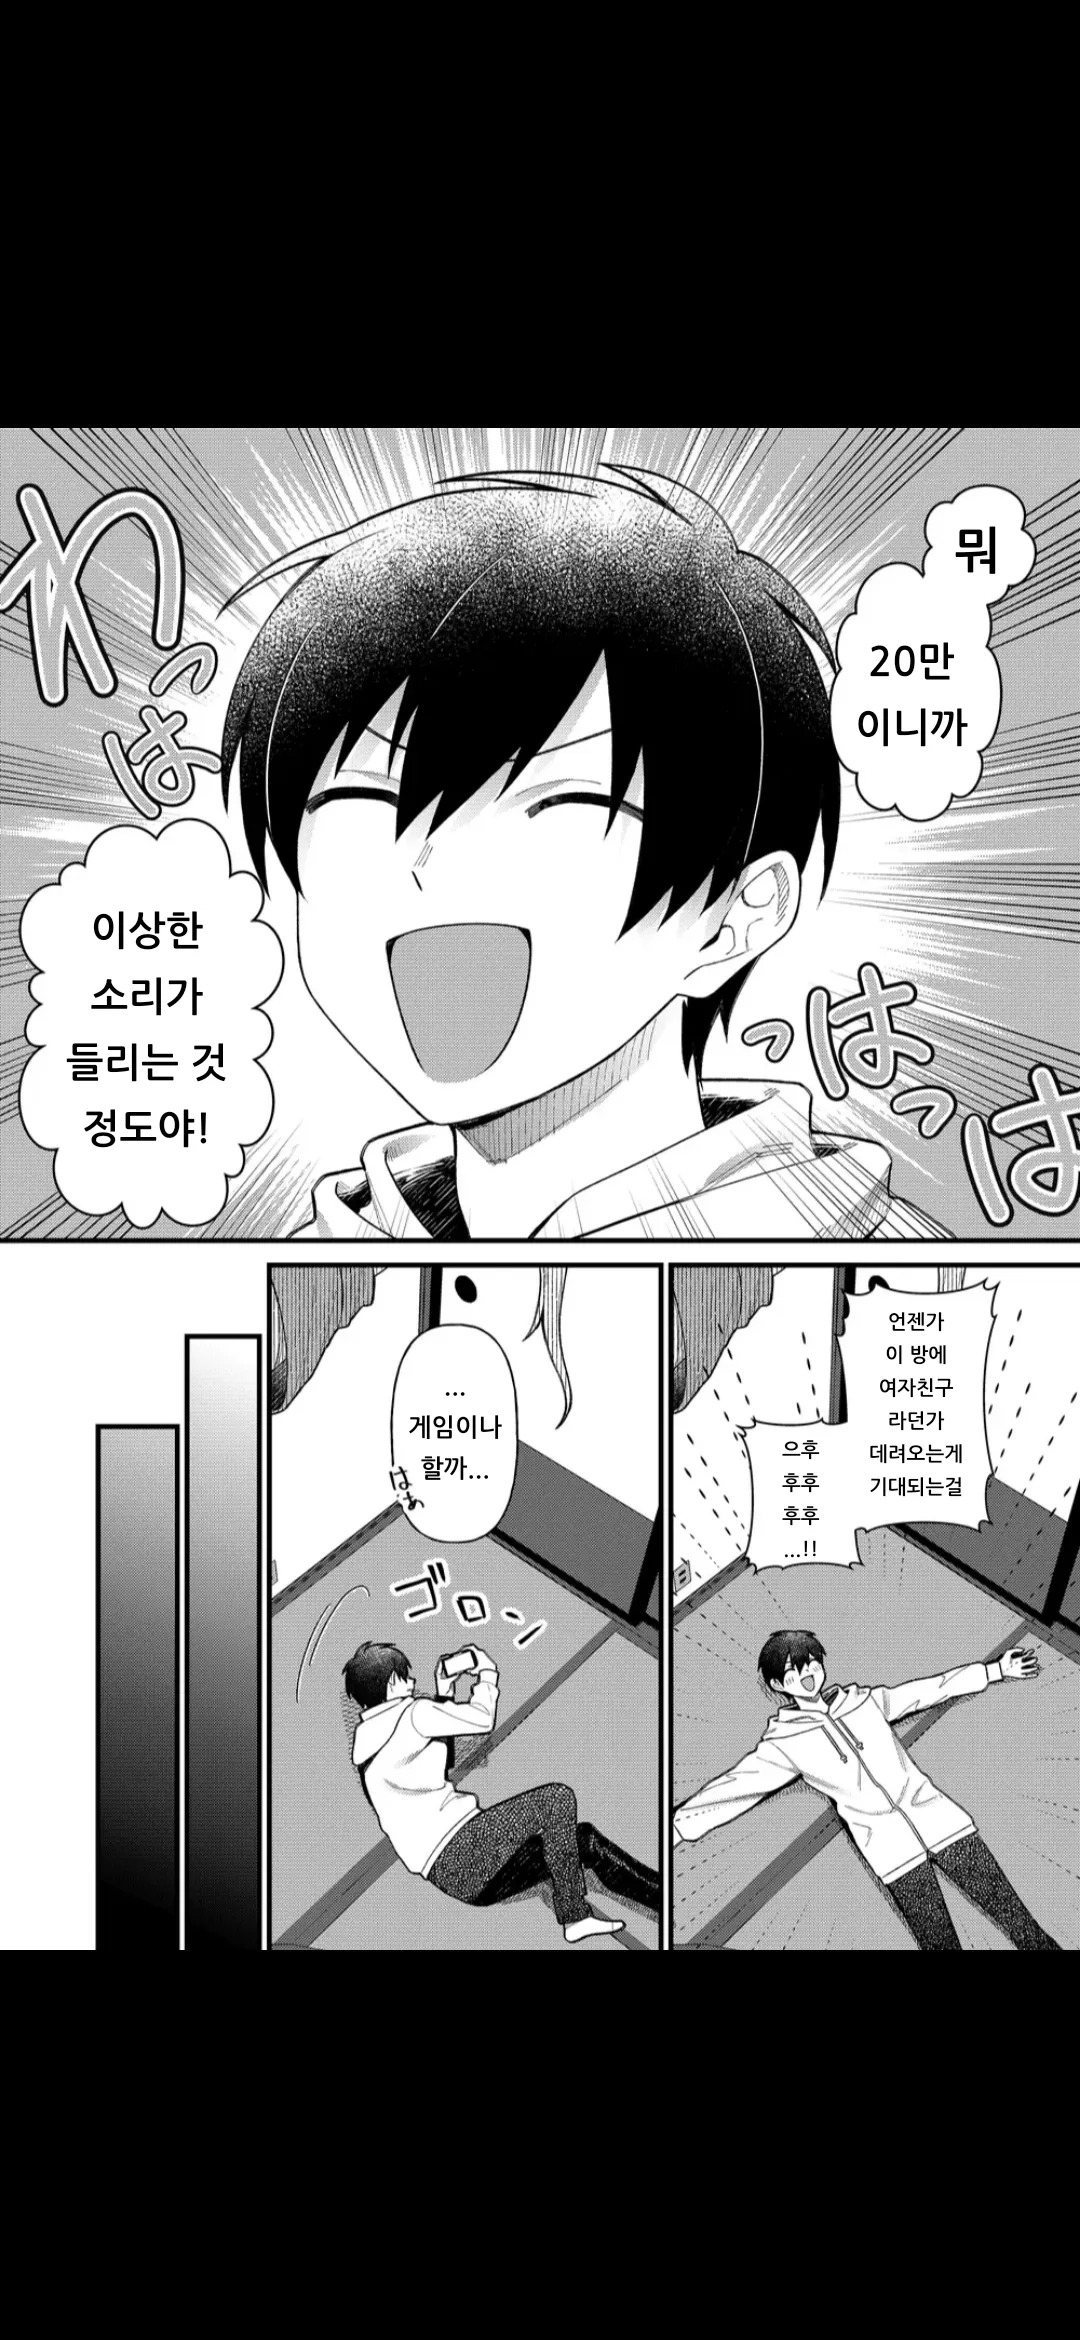 뭐
20만
이니까
わっはっはっは
이상한
소리가
들리는 것
정도야!
언젠가
이 방에
여자친구
라던가
데려오는게
기대되는걸
으후
후후
후후
...!!
...
게임이나
할까...
はぁ
ゴロン